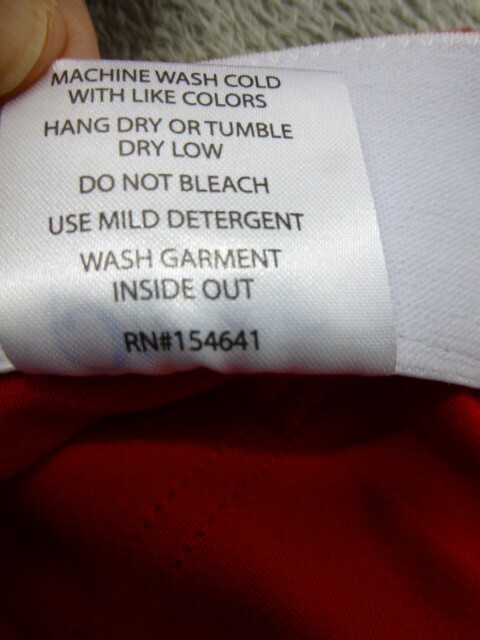 MACHINE WASH COLD
WITH LIKE COLORS
HANG DRY OR TUMBLE
DRY LOW
DO NOT BLEACH
USE MILD DETERGENT
WASH GARMENT
INSIDE OUT
RN#154641